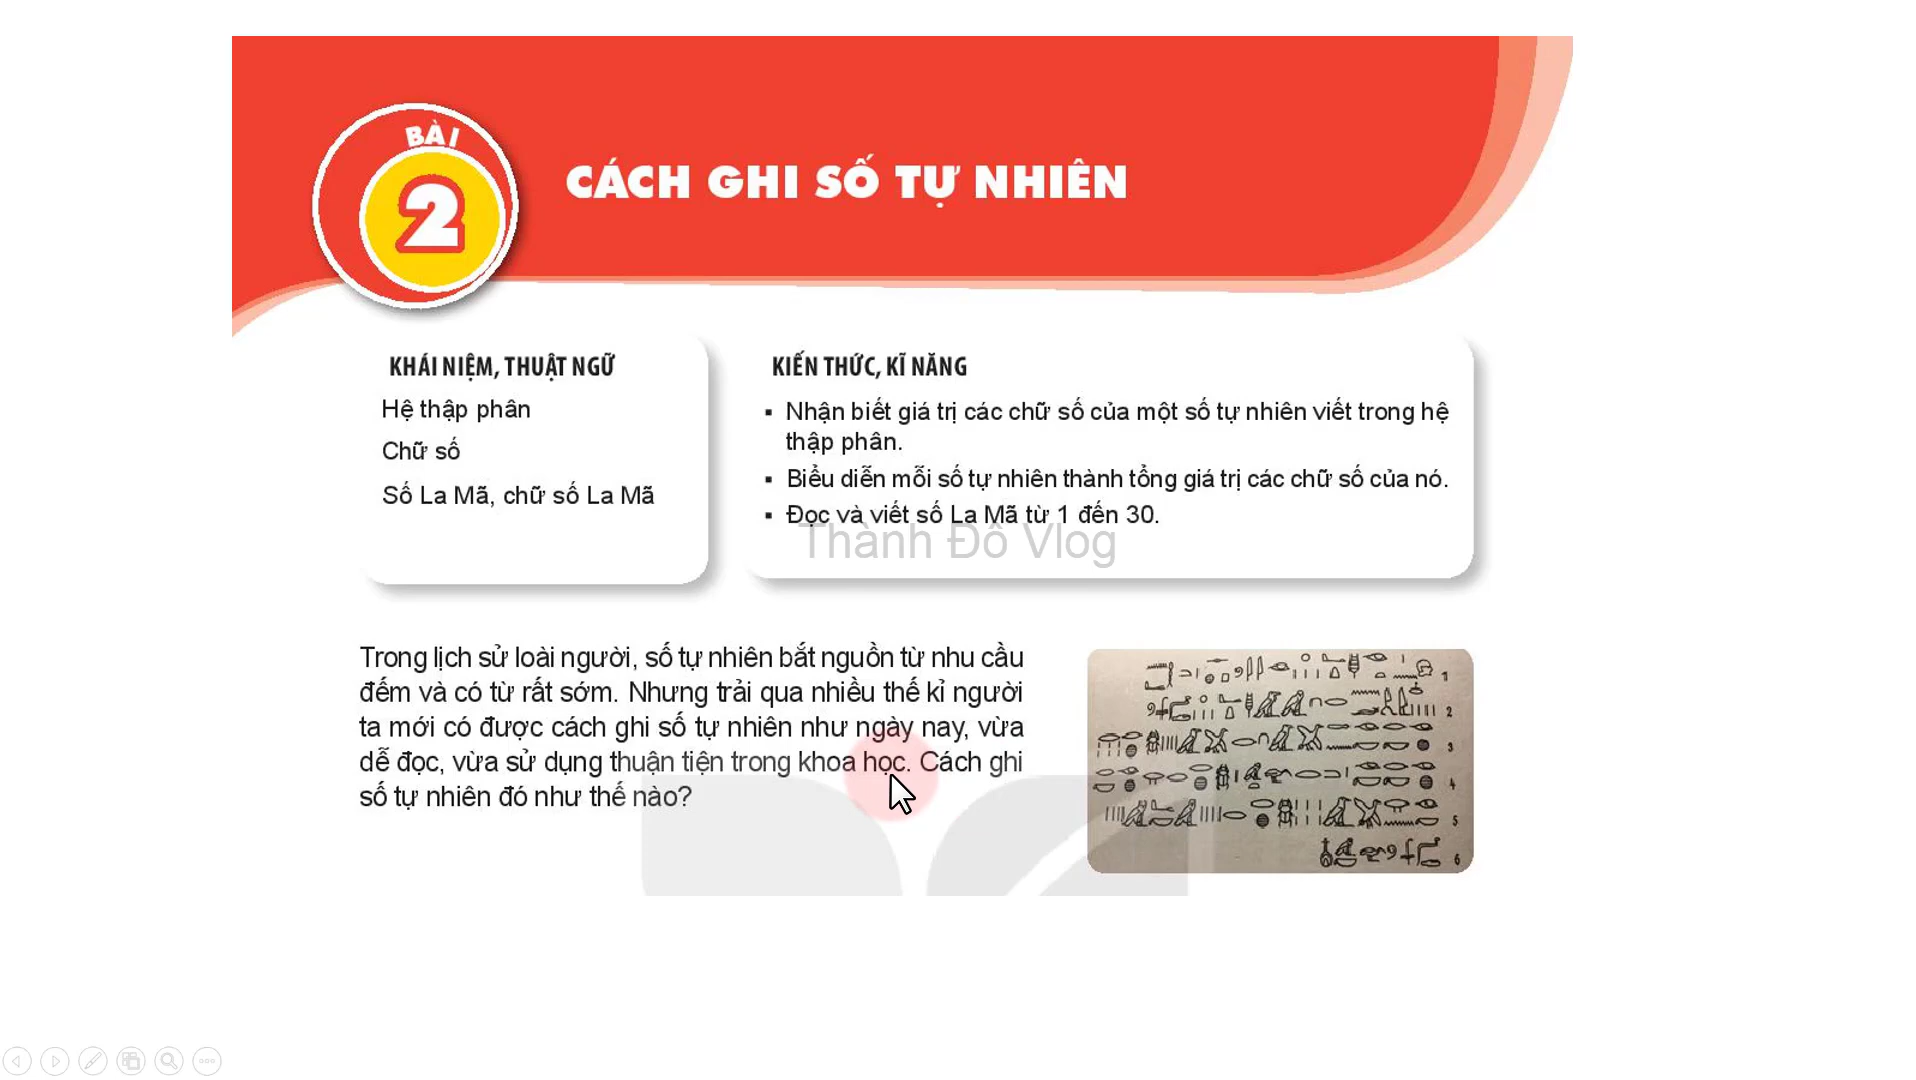 BÀI
2
CÁCH GHI SỐ TỰ NHIÊN
KHÁI NIỆM, THUẬT NGỮ
Hệ thập phân
Chữ số
Số La Mã, chữ số La Mã
KIẾN THỨC, KĨ NĂNG
▪ Nhận biết giá trị các chữ số của một số tự nhiên viết trong hệ
thập phân.
▪ Biểu diễn mỗi số tự nhiên thành tổng giá trị các chữ số của nó.
▪ Đọc và viết số La Mã từ 1 đến 30.
Thành Đô Vlog
Trong lịch sử loài người, số tự nhiên bắt nguồn từ nhu cầu
đếm và có từ rất sớm. Nhưng trải qua nhiều thế kỉ người
ta mới có được cách ghi số tự nhiên như ngày nay, vừa
dễ đọc, vừa sử dụng thuận tiện trong khoa học. Cách ghi
số tự nhiên đó như thế nào?
1
2
3
4
5
6